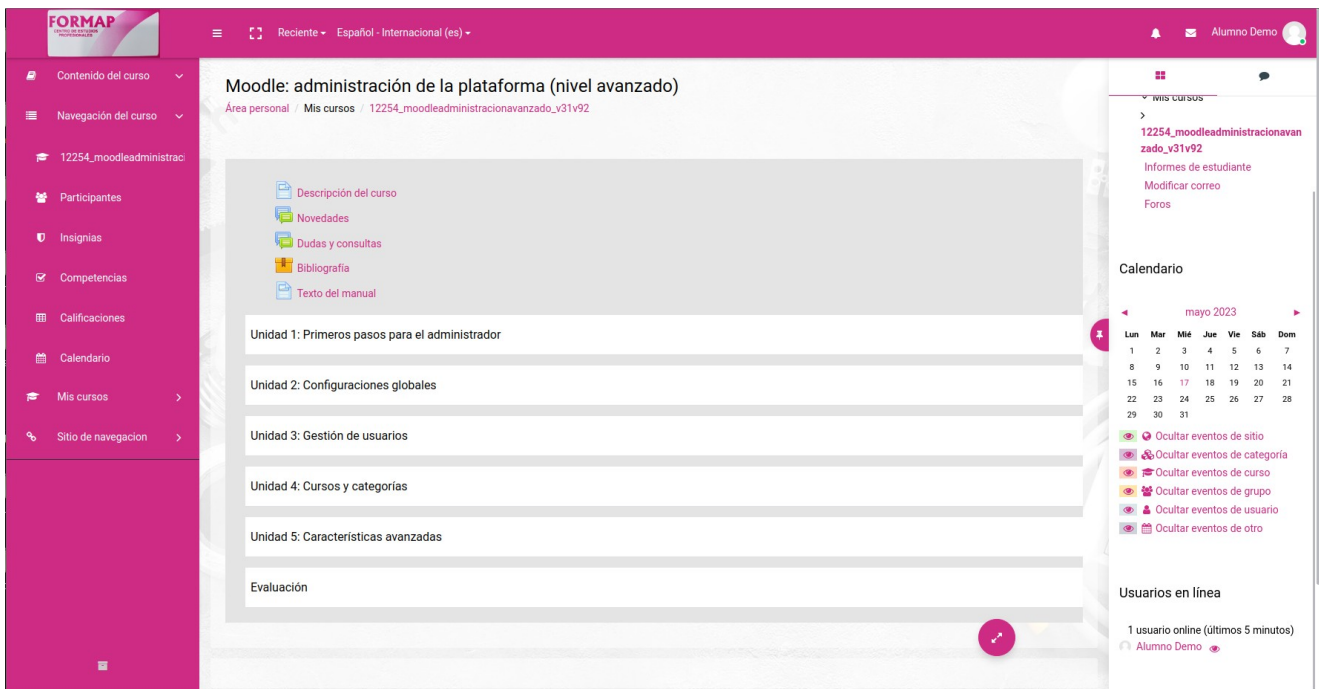 FORMAP
CENTRO DE ESTUDIOS
PROFESIONALES
Reciente
Español - Internacional (es)
Alumno Demo
Contenido del curso
Navegación del curso
12254_moodleadministraci
Participantes
Insignias
Competencias
Calificaciones
Calendario
Mis cursos
Sitio de navegacion
Moodle: administración de la plataforma (nivel avanzado)
Área personal / Mis cursos / 12254_moodleadministracionavanzado_v31v92
Descripción del curso
Novedades
Dudas y consultas
Bibliografía
Texto del manual
Unidad 1: Primeros pasos para el administrador
Unidad 2: Configuraciones globales
Unidad 3: Gestión de usuarios
Unidad 4: Cursos y categorías
Unidad 5: Características avanzadas
Evaluación
Mis cursos
12254_moodleadministracionavan
zado_v31v92
Informes de estudiante
Modificar correo
Foros
Calendario
◄ mayo 2023 ►
Lun Mar Mié Jue Vie Sáb Dom
1 2 3 4 5 6 7
8 9 10 11 12 13 14
15 16 17 18 19 20 21
22 23 24 25 26 27 28
29 30 31
Ocultar eventos de sitio
Ocultar eventos de categoría
Ocultar eventos de curso
Ocultar eventos de grupo
Ocultar eventos de usuario
Ocultar eventos de otro
Usuarios en línea
1 usuario online (últimos 5 minutos)
Alumno Demo